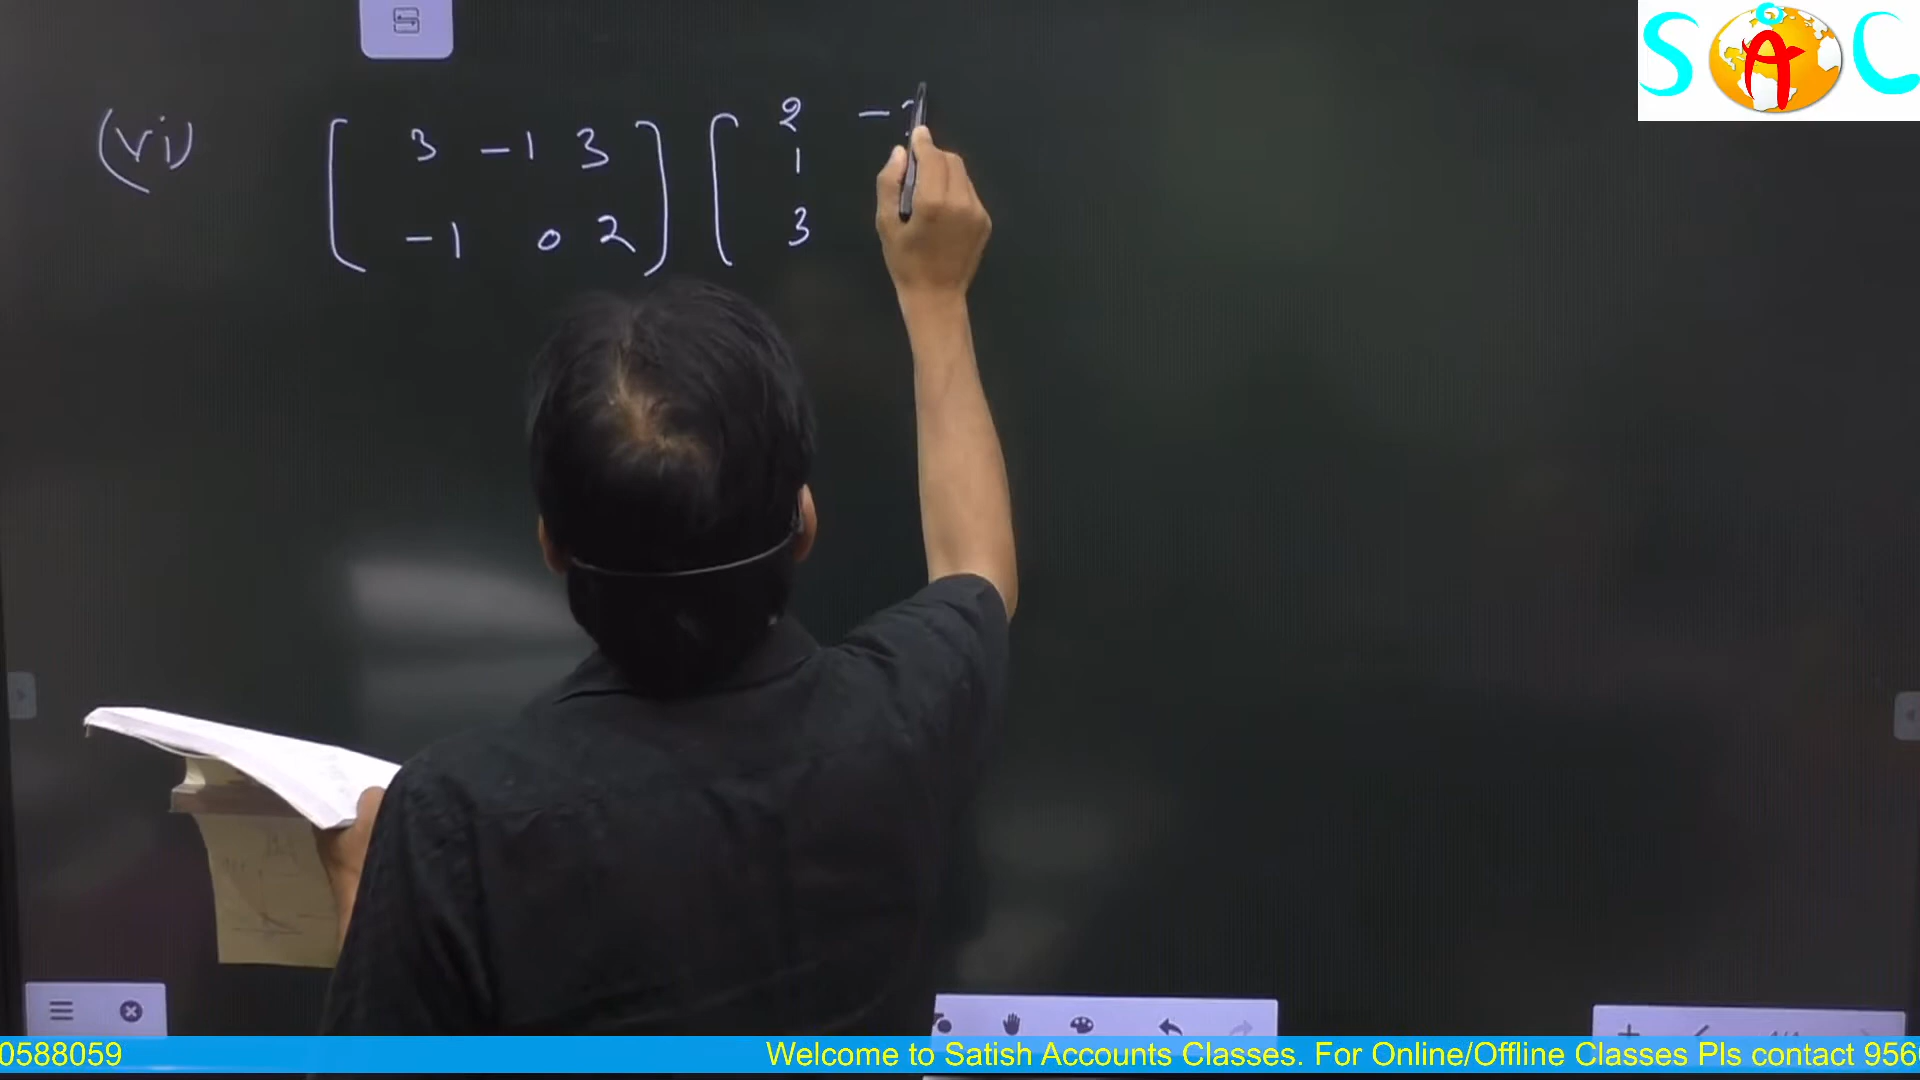 SAC
(vi) [ 3 -1 3 ] [ 2 -
1
-1 0 2 3
0588059 Welcome to Satish Accounts Classes. For Online/Offline Classes Pls contact 956